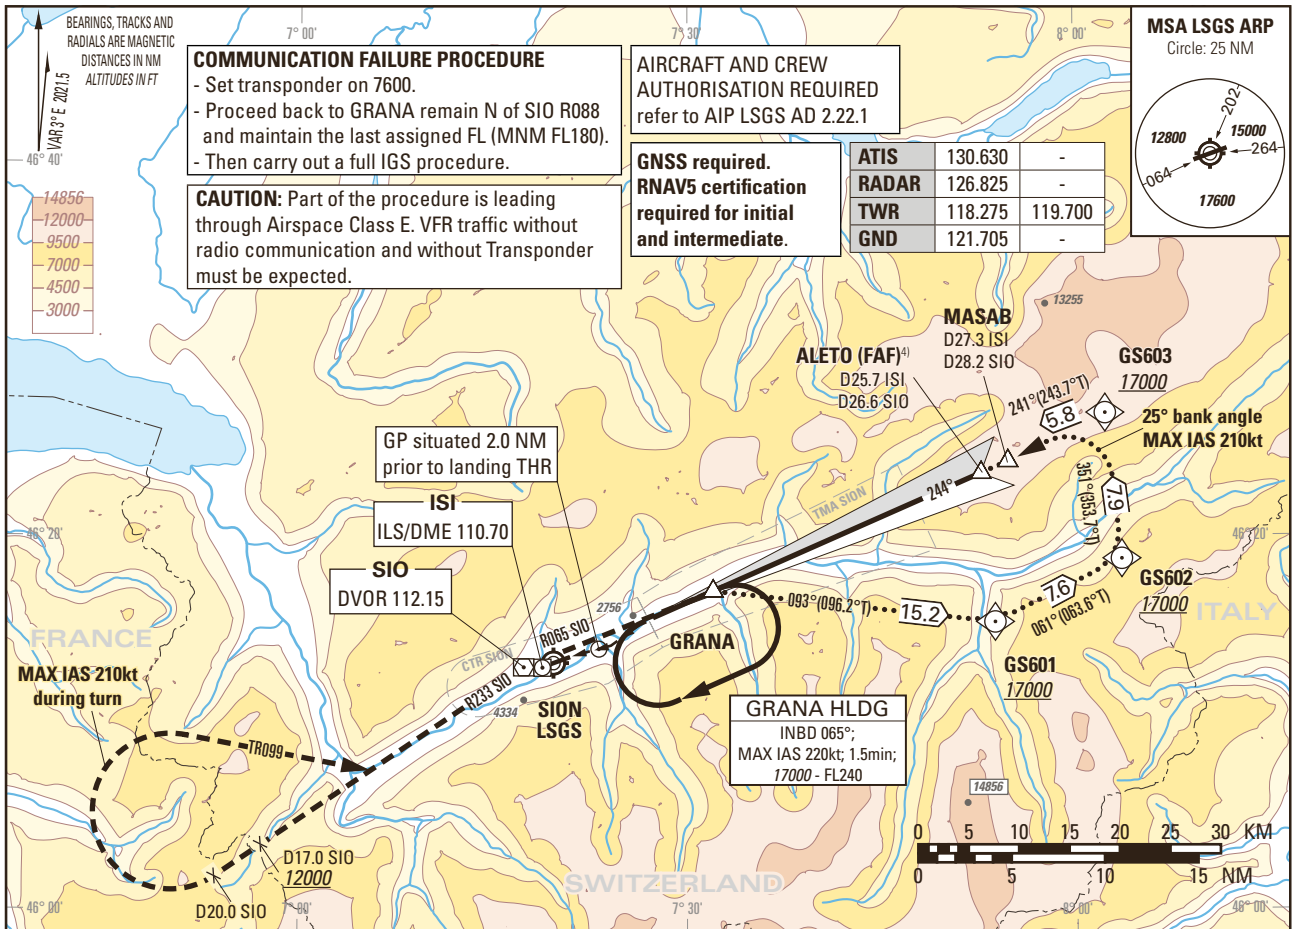 BEARINGS, TRACKS AND
RADIALS ARE MAGNETIC
DISTANCES IN NM
ALTITUDES IN FT
VAR 3° E 2021.5
7° 00'
7° 30'
8° 00'
COMMUNICATION FAILURE PROCEDURE
- Set transponder on 7600.
- Proceed back to GRANA remain N of SIO R088
and maintain the last assigned FL (MNM FL180).
- Then carry out a full IGS procedure.
CAUTION: Part of the procedure is leading
through Airspace Class E. VFR traffic without
radio communication and without Transponder
must be expected.
AIRCRAFT AND CREW
AUTHORISATION REQUIRED
refer to AIP LSGS AD 2.22.1
GNSS required.
RNAV5 certification
required for initial
and intermediate.
ATIS 130.630 -
RADAR 126.825 -
TWR 118.275 119.700
GND 121.705 -
MSA LSGS ARP
Circle: 25 NM
202
12800
15000
264
064
17600
46° 40'
14856
12000
9500
7000
4500
3000
13255
MASAB
D27.3 ISI
D28.2 SIO
ALETO (FAF)4)
D25.7 ISI
D26.6 SIO
GS603
17000
241°(243.7°T)
5.8
25° bank angle
MAX IAS 210kt
351°(353.7°T)
7.9
244°
TMA SION
GP situated 2.0 NM
prior to landing THR
ISI
ILS/DME 110.70
SIO
DVOR 112.15
46° 20'
46° 20'
GS602
17000
7.6
061°(063.6°T)
093°(096.2°T)
15.2
GS601
17000
ITALY
FRANCE
2756
R065 SIO
GRANA
CTR SION
R233 SIO
4334
SION
LSGS
MAX IAS 210kt
during turn
TR099
GRANA HLDG
INBD 065°;
MAX IAS 220kt; 1.5min;
17000 - FL240
14856
D17.0 SIO
12000
D20.0 SIO
SWITZERLAND
0 5 10 15 20 25 30 KM
0 5 10 15 NM
46° 00'
7° 00'
7° 30'
8° 00'
46° 00'